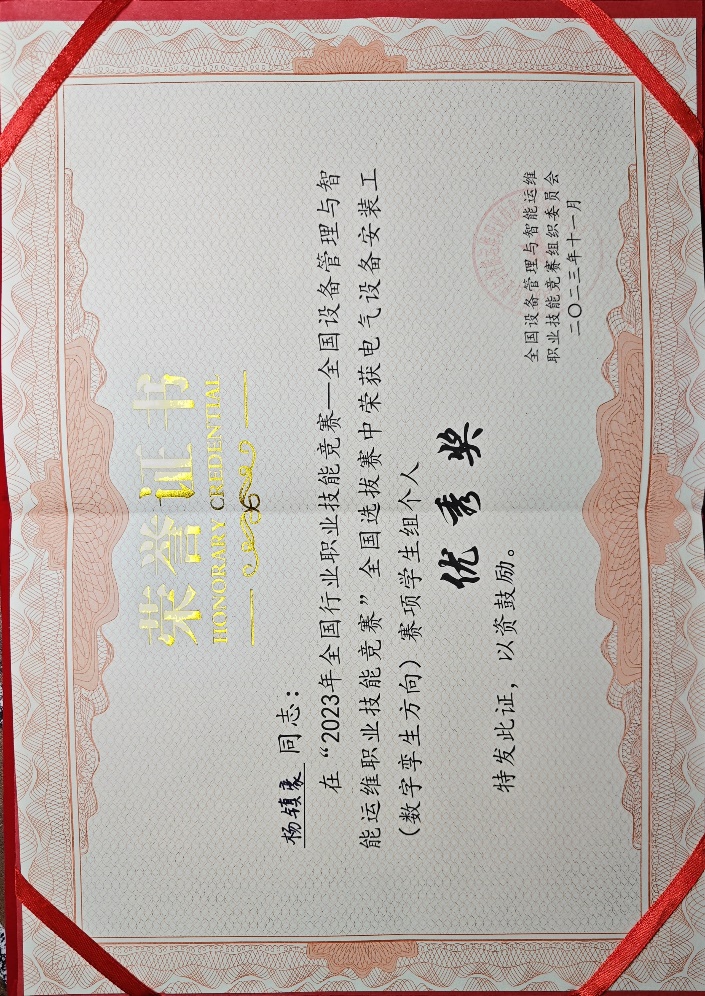 荣誉证书
HONORARY CREDENTIAL
杨镇豪 同志：
在“2023年全国行业职业技能竞赛—全国设备管理与智
能运维职业技能竞赛”全国选拔赛中荣获电气设备安装工
（数字孪生方向）赛项学生组个人
优秀奖
特发此证，以资鼓励。
全国设备管理与智能运维
职业技能竞赛组织委员会
二〇二三年十一月